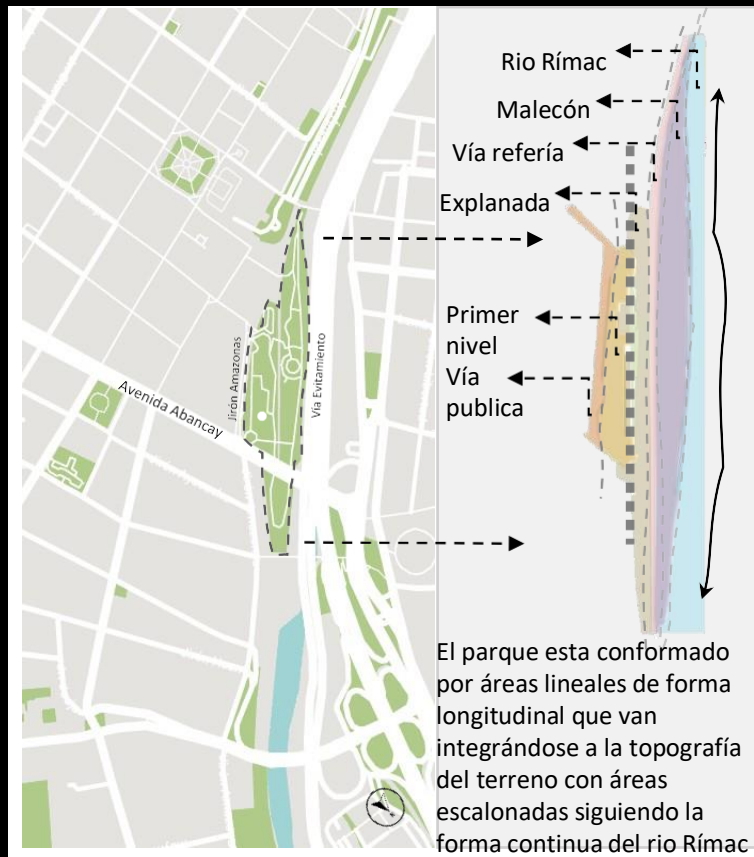 Jirón Amazonas
Avenida Abancay
Vía Evitamiento
Rio Rímac
Malecón
Vía refería
Explanada
Primer
nivel
Vía
publica
El parque esta conformado
por áreas lineales de forma
longitudinal que van
integrándose a la topografía
del terreno con áreas
escalonadas siguiendo la
forma continua del rio Rímac